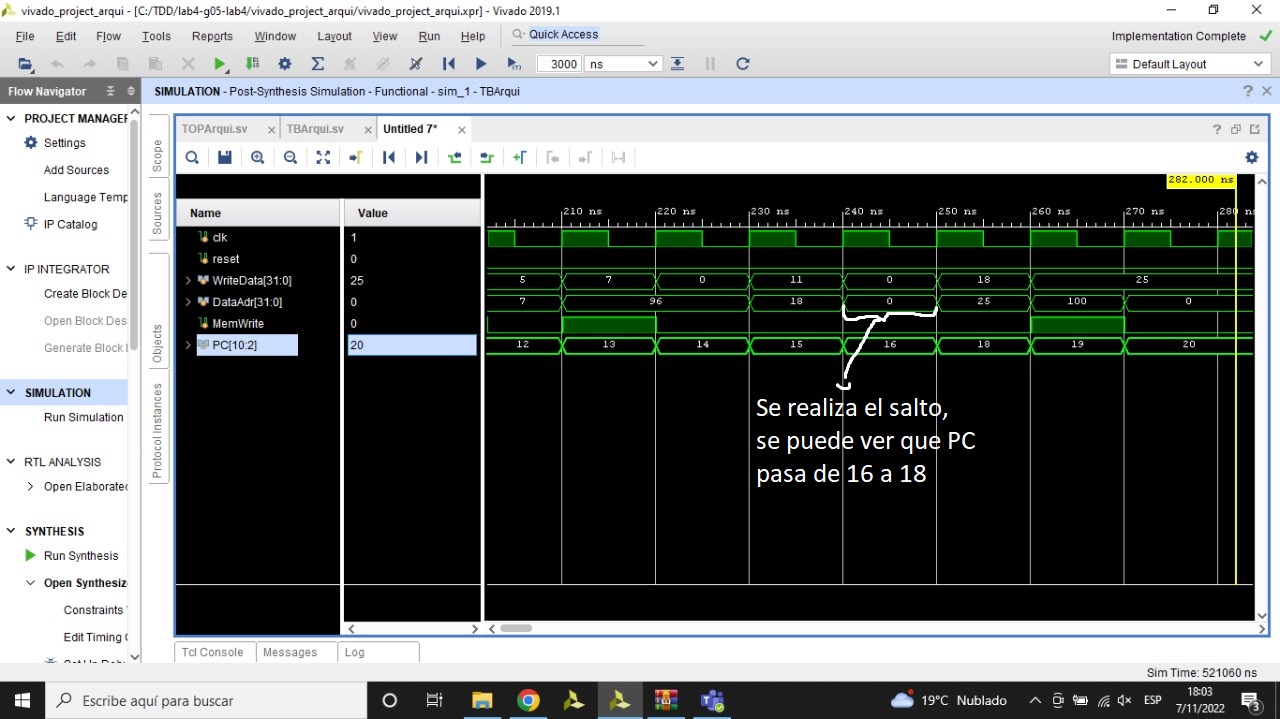 vivado_project_arqui - [C:/TDD/lab4-g05-lab4/vivado_project_arqui/vivado_project_arqui.xpr] - Vivado 2019.1
File Edit Flow Tools Reports Window Layout View Run Help Quick Access
Implementation Complete
3000 ns
Default Layout
Flow Navigator
SIMULATION - Post-Synthesis Simulation - Functional - sim_1 - TBArqui
PROJECT MANAGER
Settings
Add Sources
Language Temp
IP Catalog
IP INTEGRATOR
Create Block De
Open Block Des
Generate Block
SIMULATION
Run Simulation
RTL ANALYSIS
Open Elaborated
SYNTHESIS
Run Synthesis
Open Synthesiz
Constraints
Edit Timing
Scope
Sources
Objects
Protocol Instances
TOPArqui.sv TBArqui.sv Untitled 7*
282.000 ns
Name Value
210 ns 220 ns 230 ns 240 ns 250 ns 260 ns 270 ns 280 ns
clk 1
reset 0
WriteData[31:0] 25 5 7 0 11 0 18 25
DataAdr[31:0] 0 7 96 18 0 25 100 0
MemWrite 0
PC[10:2] 20 12 13 14 15 16 18 19 20
Se realiza el salto,
se puede ver que PC
pasa de 16 a 18
Tcl Console Messages Log
Sim Time: 521060 ns
Escribe aquí para buscar
19°C Nublado
ESP
18:03
7/11/2022
3